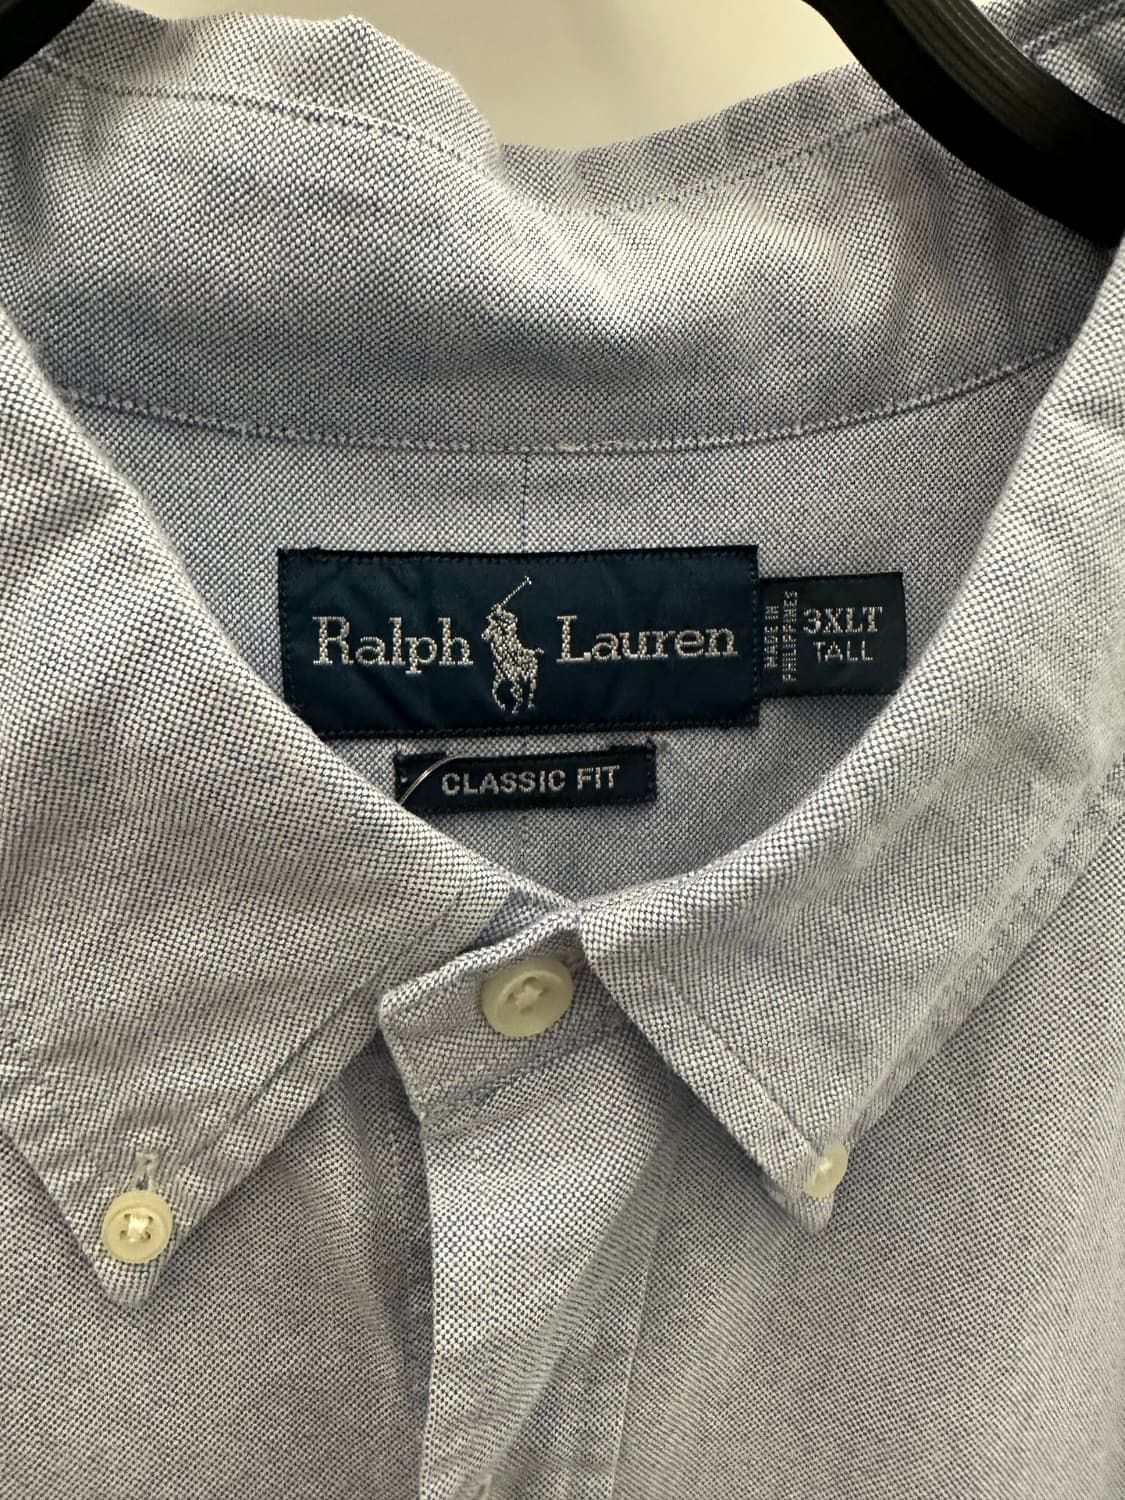 Ralph Lauren
MADE IN
PHILIPPINES
3XLT
TALL
CLASSIC FIT